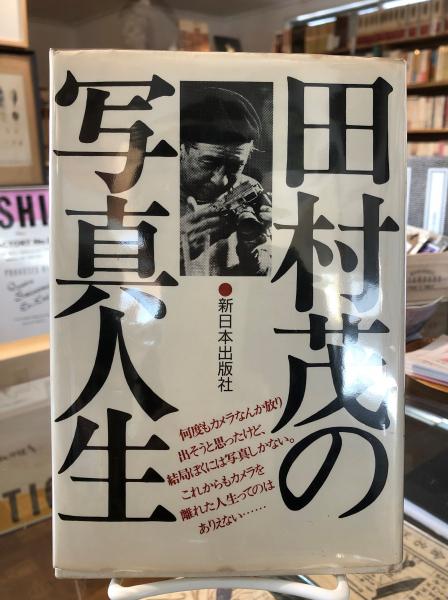 田村茂の
写真人生
●新日本出版社
何度もカメラなんか放り
出そうと思ったけど、
結局ぼくには写真しかない。
これからもカメラを
離れた人生ってのは
ありえない……
SHI